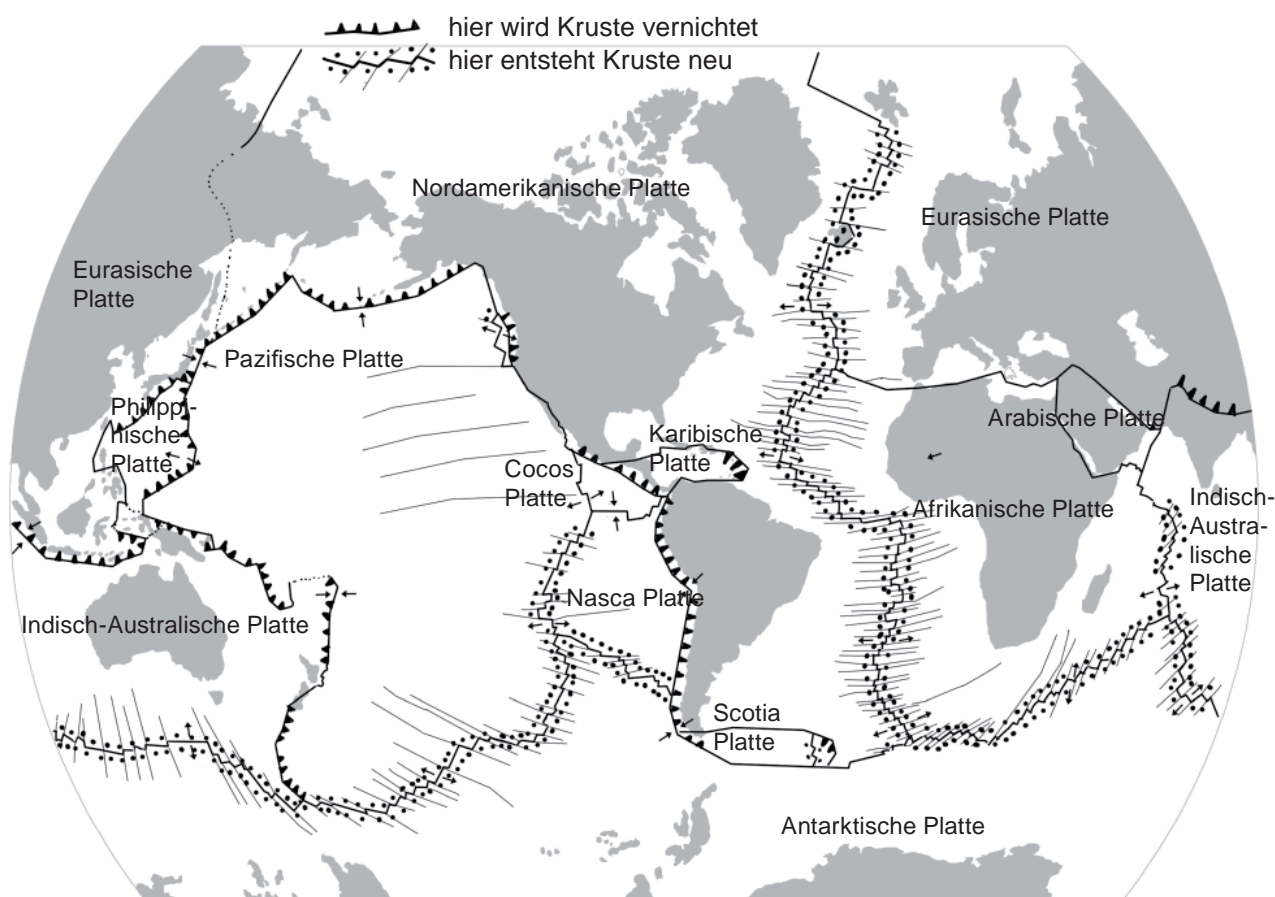 hier wird Kruste vernichtet
hier entsteht Kruste neu
Nordamerikanische Platte
Eurasische Platte
Eurasische
Platte
Pazifische Platte
Philippi-
nische
Platte
Karibische
Platte
Arabische Platte
Cocos
Platte
Afrikanische Platte
Indisch-
Austra-
lische
Platte
Nasca Platte
Indisch-Australische Platte
Scotia
Platte
Antarktische Platte